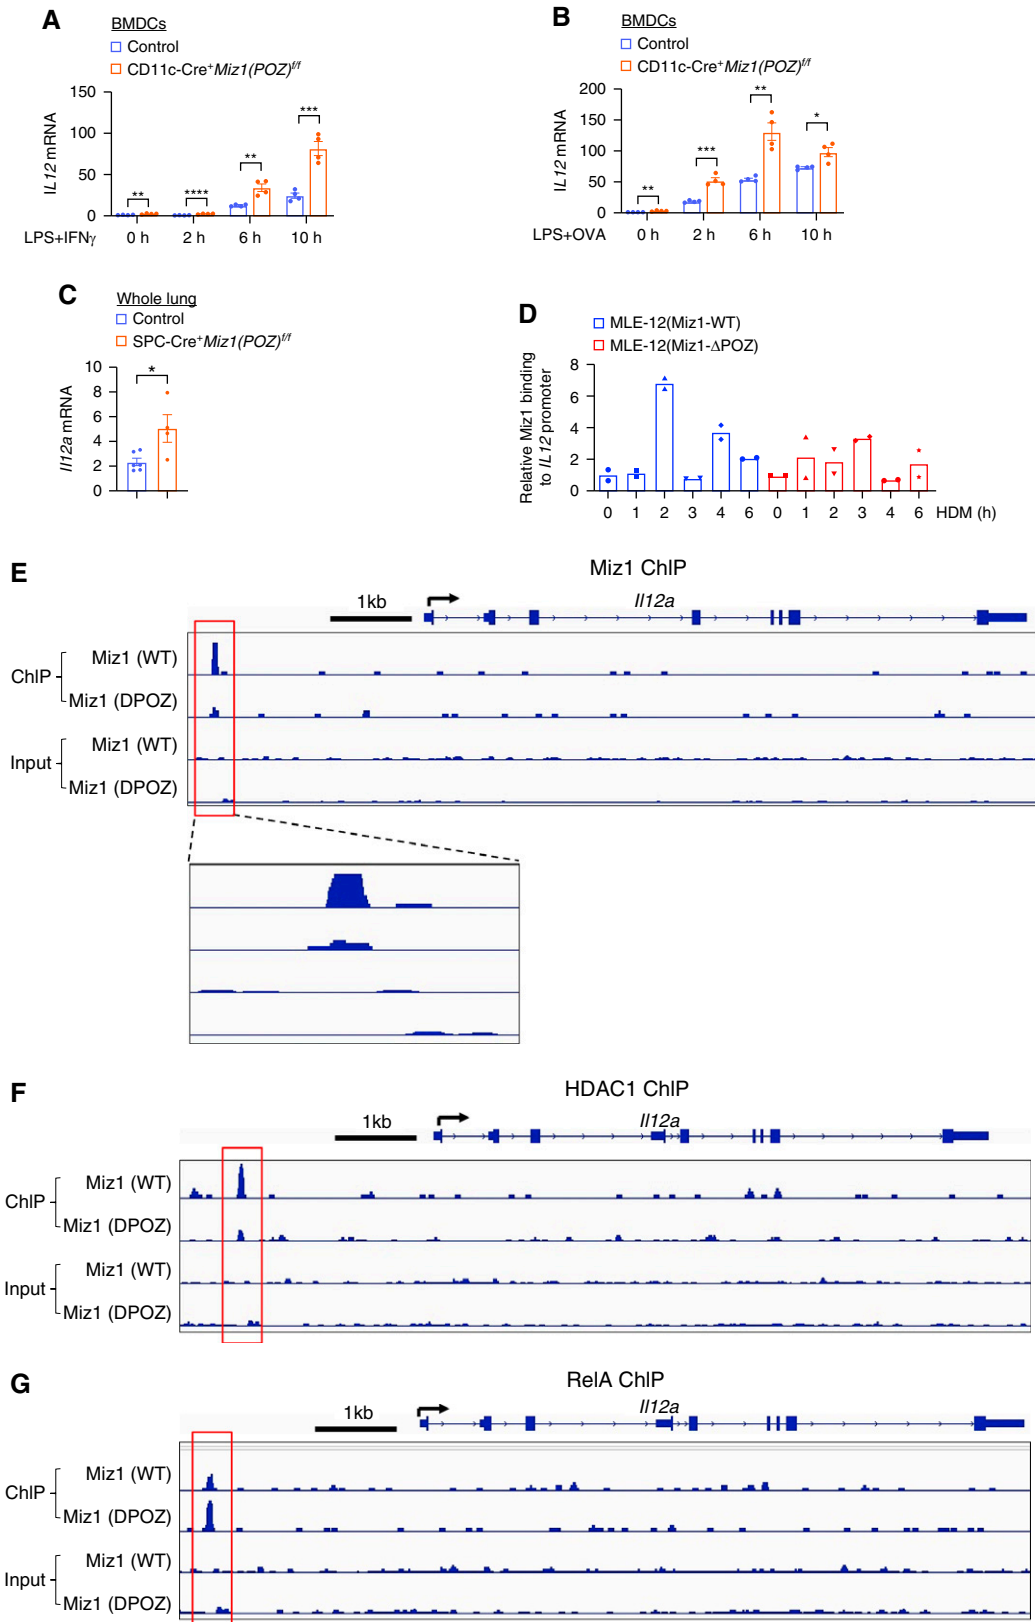 A
BMDCs
Control
CD11c-Cre⁺Miz1(POZ)f/f
IL12 mRNA
150
100
50
0
**
****
**
***
LPS+IFNγ
0 h
2 h
6 h
10 h
B
BMDCs
Control
CD11c-Cre⁺Miz1(POZ)f/f
IL12 mRNA
200
150
100
50
0
**
***
**
*
LPS+OVA
0 h
2 h
6 h
10 h
C
Whole lung
Control
SPC-Cre⁺Miz1(POZ)f/f
Il12a mRNA
10
8
6
4
2
0
*
D
MLE-12(Miz1-WT)
MLE-12(Miz1-ΔPOZ)
Relative Miz1 binding
to IL12 promoter
8
6
4
2
0
0 1 2 3 4 6 0 1 2 3 4 6 HDM (h)
E
Miz1 ChIP
1kb
Il12a
ChIP
Miz1 (WT)
Miz1 (DPOZ)
Input
Miz1 (WT)
Miz1 (DPOZ)
F
HDAC1 ChIP
1kb
Il12a
ChIP
Miz1 (WT)
Miz1 (DPOZ)
Input
Miz1 (WT)
Miz1 (DPOZ)
G
RelA ChIP
1kb
Il12a
ChIP
Miz1 (WT)
Miz1 (DPOZ)
Input
Miz1 (WT)
Miz1 (DPOZ)